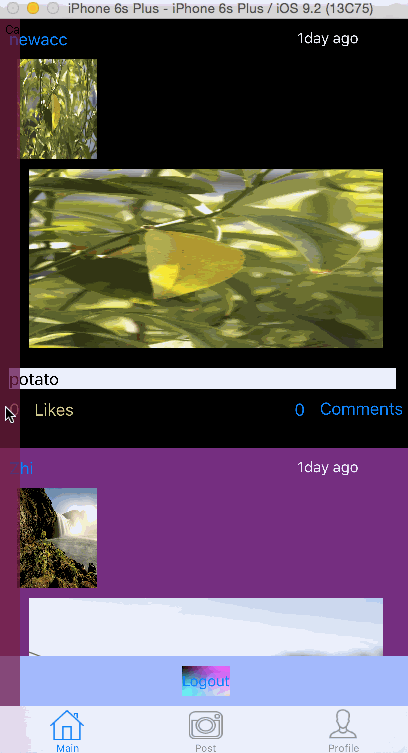 iPhone 6s Plus - iPhone 6s Plus / iOS 9.2 (13C75)
Ca
newacc 1day ago
potato
0 Likes 0 Comments
Thi 1day ago
Logout
Main Post Profile